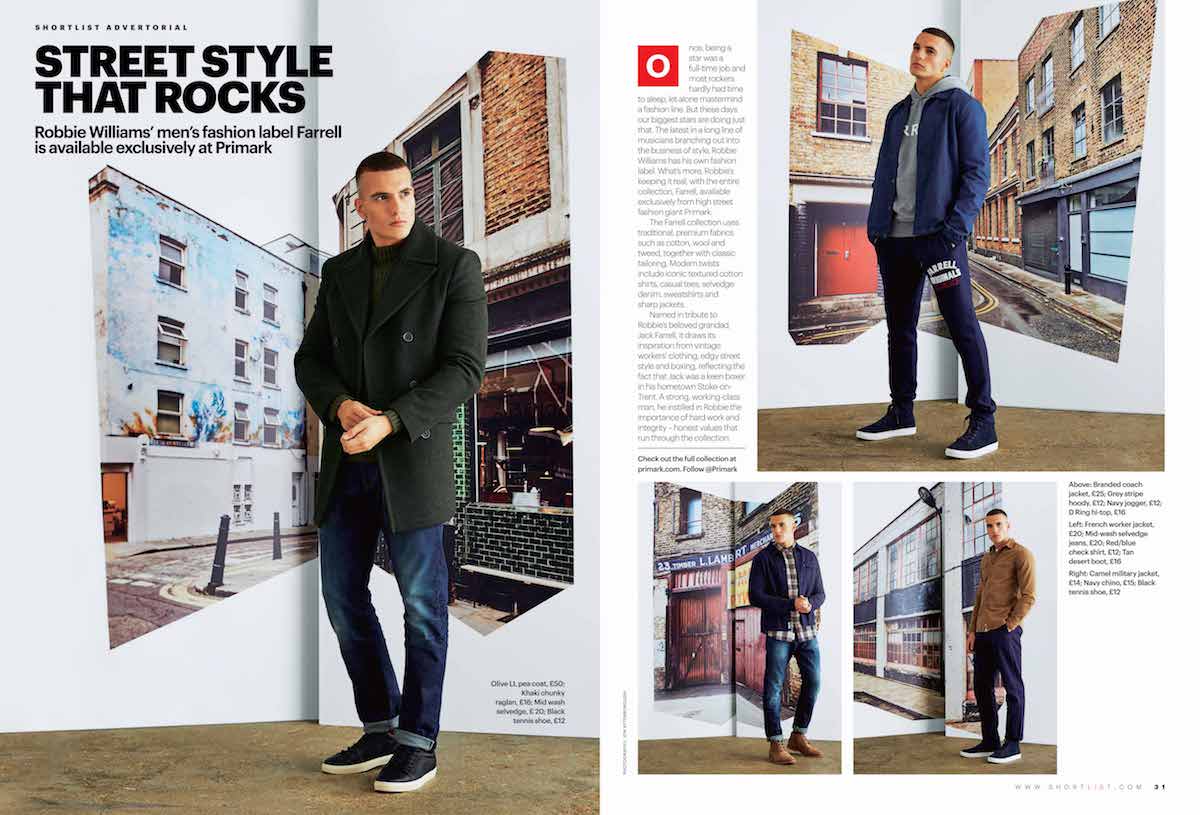 SHORTLIST ADVERTORIAL
STREET STYLE
THAT ROCKS
Robbie Williams' men's fashion label Farrell
is available exclusively at Primark
Olive LL pea coat, £50;
Khaki chunky
raglan, £16; Mid wash
selvedge, £ 20; Black
tennis shoe, £12
Once, being a
star was a
full-time job and
most rockers
hardly had time
to sleep, let alone mastermind
a fashion line. But these days
our biggest stars are doing just
that. The latest in a long line of
musicians branching out into
the business of style, Robbie
Williams has his own fashion
label. What's more, Robbie's
keeping it real, with the entire
collection, Farrell, available
exclusively from high street
fashion giant Primark.
The Farrell collection uses
traditional, premium fabrics
such as cotton, wool and
tweed, together with classic
tailoring. Modern twists
include iconic textured cotton
shirts, casual tees, selvedge
denim, sweatshirts and
sharp jackets.
Named in tribute to
Robbie's beloved grandad,
Jack Farrell, it draws its
inspiration from vintage
workers' clothing, edgy street
style and boxing, reflecting the
fact that Jack was a keen boxer
in his hometown Stoke-on-
Trent. A strong, working-class
man, he instilled in Robbie the
importance of hard work and
integrity – honest values that
run through the collection.
Check out the full collection at
primark.com. Follow @Primark
FARRELL
ORIGINALS
23. TIMBER L. LAMBERT MERCHANT
Above: Branded coach
jacket, £25; Grey stripe
hoody, £12; Navy jogger, £12;
D Ring hi-top, £16
Left: French worker jacket,
£20; Mid-wash selvedge
jeans, £20; Red/blue
check shirt, £12; Tan
desert boot, £16
Right: Camel military jacket,
£14; Navy chino, £15; Black
tennis shoe, £12
WWW.SHORTLIST.COM 31